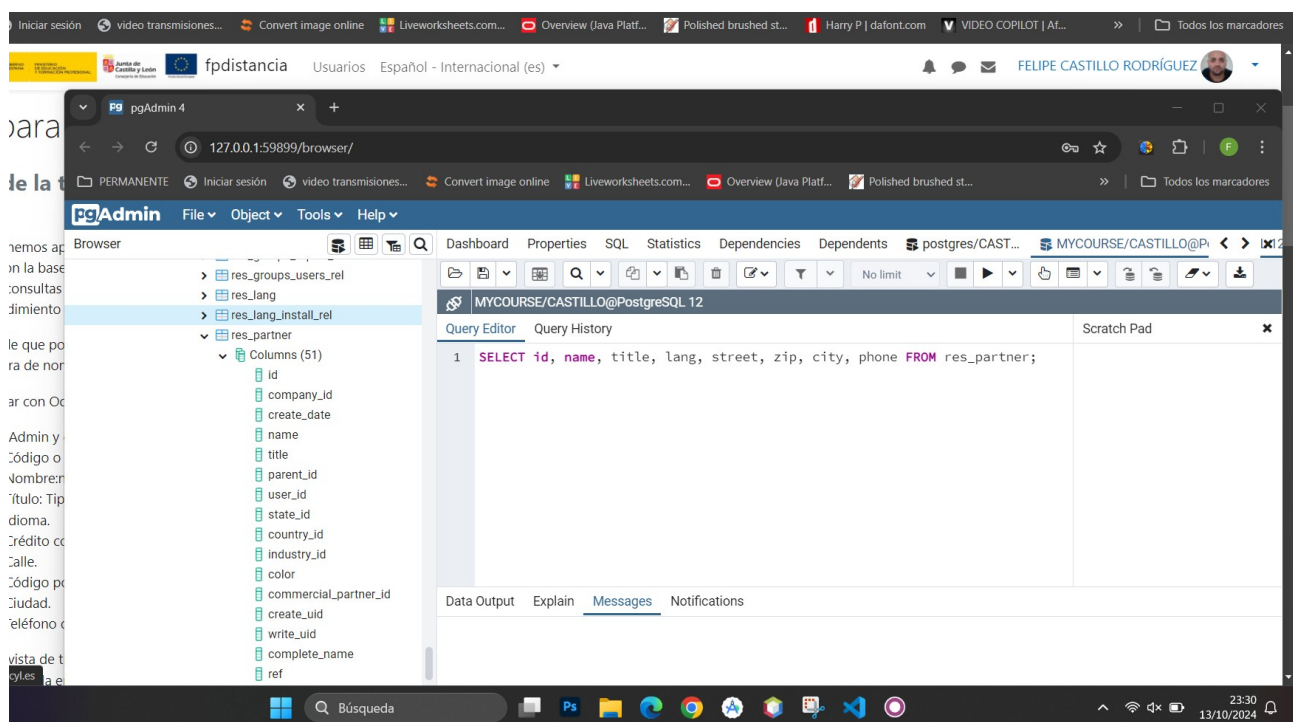 Iniciar sesión video transmisiones... Convert image online Liveworksheets.com... Overview (Java Platf... Polished brushed st... Harry P | dafont.com VIDEO COPILOT | Af... » Todos los marcadores
Junta de Castilla y León fpdistancia Usuarios Español - Internacional (es) FELIPE CASTILLO RODRÍGUEZ
para
pgAdmin 4
127.0.0.1:59899/browser/
de la t
PERMANENTE Iniciar sesión video transmisiones... Convert image online Liveworksheets.com... Overview (Java Platf... Polished brushed st... » Todos los marcadores
pgAdmin File Object Tools Help
nemos ap
Browser Dashboard Properties SQL Statistics Dependencies Dependents postgres/CAST... MYCOURSE/CASTILLO@P
on la base
res_groups_users_rel No limit
consultas
res_lang
dimiento
res_lang_install_rel MYCOURSE/CASTILLO@PostgreSQL 12
res_partner Query Editor Query History Scratch Pad
le que po
Columns (51) 1 SELECT id, name, title, lang, street, zip, city, phone FROM res_partner;
ra de nor
id
company_id
ar con Oc
create_date
Admin y
name
Código o
title
Nombre:n
parent_id
Título: Tip
user_id
dioma.
state_id
Crédito co
country_id
Calle.
industry_id
color
Código po
commercial_partner_id
Ciudad. Data Output Explain Messages Notifications
create_uid
Teléfono
write_uid
complete_name
vista de t
ref
cyl.es la e
Búsqueda
23:30
13/10/2024